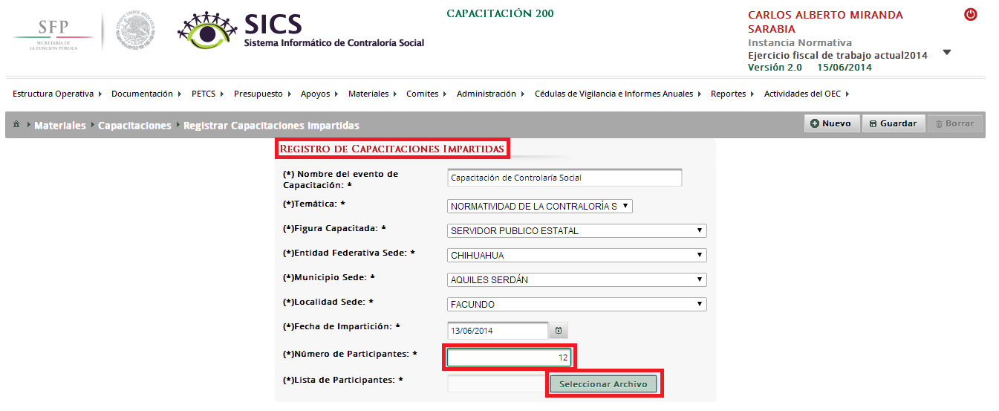 SFP
SECRETARÍA DE
LA FUNCIÓN PÚBLICA
ESTADOS UNIDOS MEXICANOS
SICS
Sistema Informático de Contraloría Social
CAPACITACIÓN 200
CARLOS ALBERTO MIRANDA
SARABIA
Instancia Normativa
Ejercicio fiscal de trabajo actual2014
Versión 2.0 15/06/2014
Estructura Operativa Documentación PETCS Presupuesto Apoyos Materiales Comites Administración Cédulas de Vigilancia e Informes Anuales Reportes Actividades del OEC
Materiales Capacitaciones Registrar Capacitaciones Impartidas Nuevo Guardar Borrar
REGISTRO DE CAPACITACIONES IMPARTIDAS
(*) Nombre del evento de
Capacitación: * Capacitación de Controlaría Social
(*)Temática: * NORMATIVIDAD DE LA CONTRALORÍA S
(*)Figura Capacitada: * SERVIDOR PUBLICO ESTATAL
(*)Entidad Federativa Sede: * CHIHUAHUA
(*)Municipio Sede: * AQUILES SERDÁN
(*)Localidad Sede: * FACUNDO
(*)Fecha de Impartición: * 13/06/2014
(*)Número de Participantes: * 12
(*)Lista de Participantes: * Seleccionar Archivo